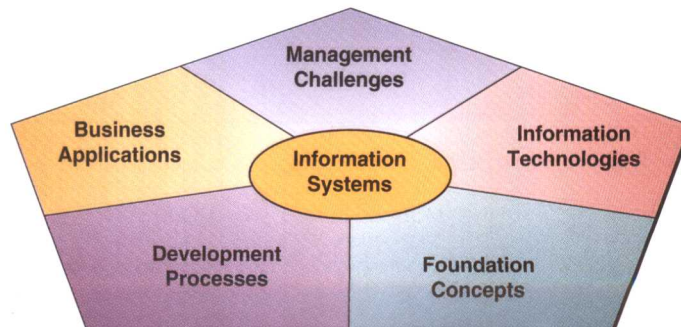 Management
Challenges
Business
Applications
Information
Technologies
Information
Systems
Development
Processes
Foundation
Concepts